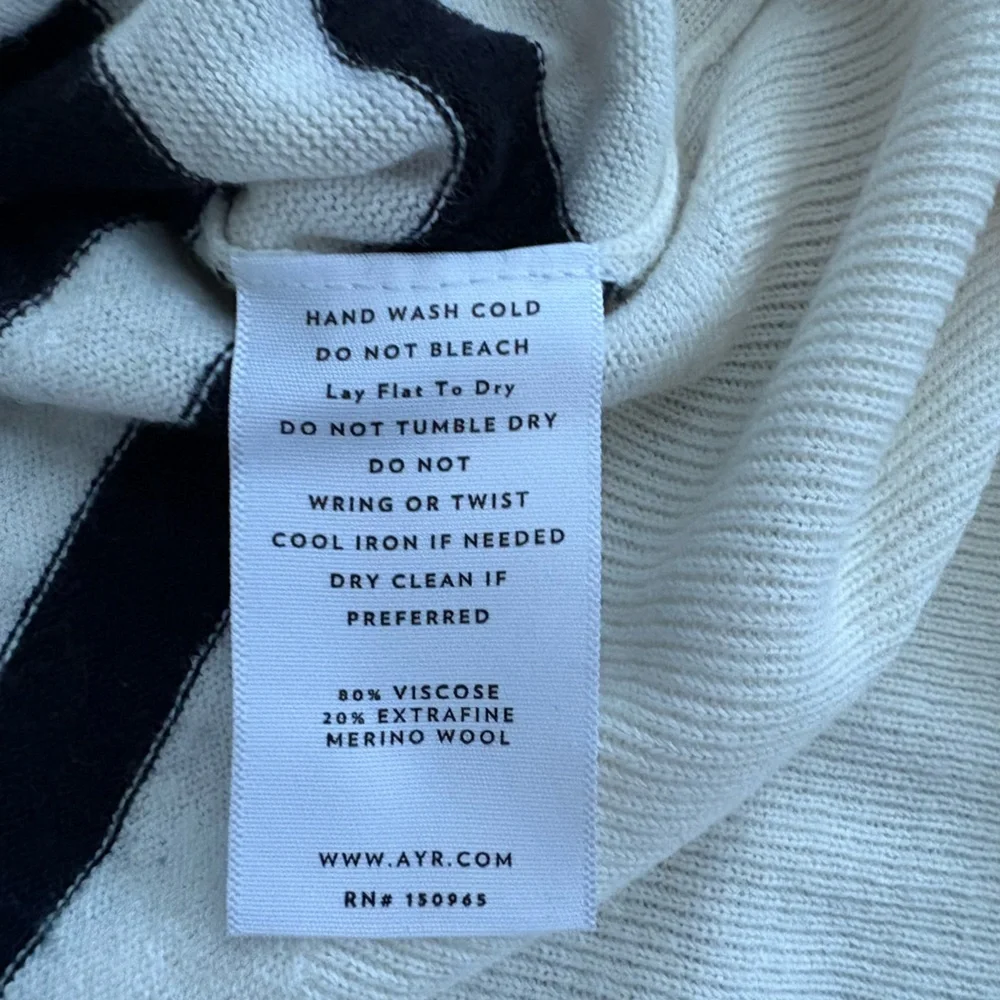 HAND WASH COLD
DO NOT BLEACH
Lay Flat To Dry
DO NOT TUMBLE DRY
DO NOT
WRING OR TWIST
COOL IRON IF NEEDED
DRY CLEAN IF
PREFERRED
80% VISCOSE
20% EXTRAFINE
MERINO WOOL
WWW.AYR.COM
RN# 150965